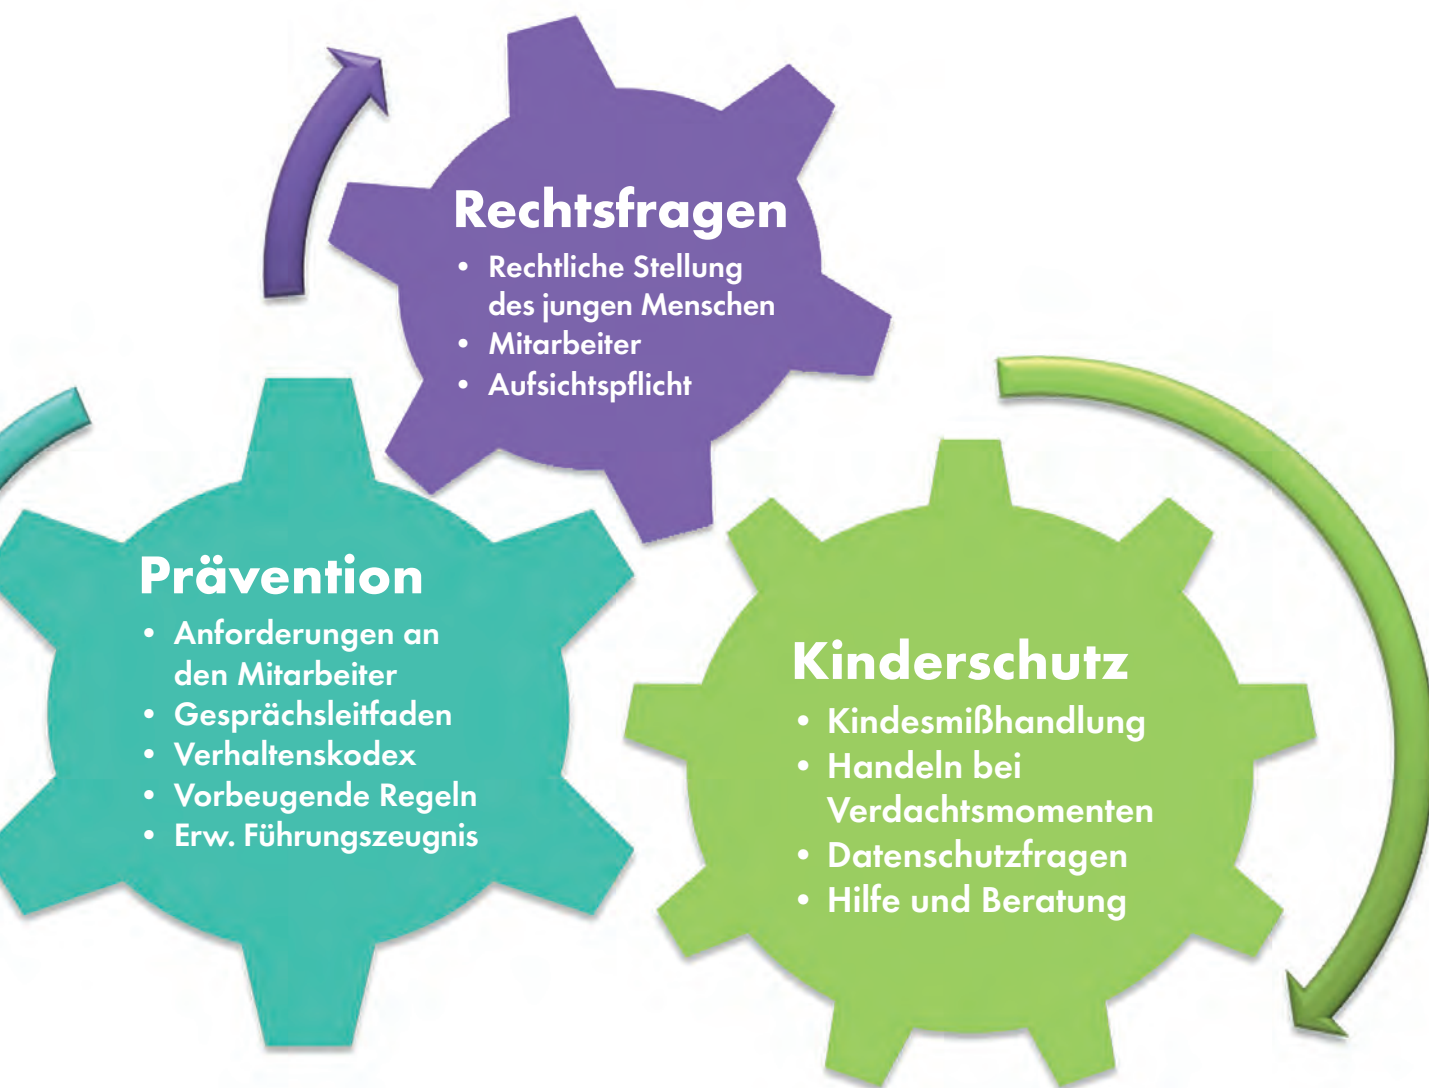 Rechtsfragen
• Rechtliche Stellung
des jungen Menschen
• Mitarbeiter
• Aufsichtspflicht
Prävention
• Anforderungen an
den Mitarbeiter
• Gesprächsleitfaden
• Verhaltenskodex
• Vorbeugende Regeln
• Erw. Führungszeugnis
Kinderschutz
• Kindesmißhandlung
• Handeln bei
Verdachtsmomenten
• Datenschutzfragen
• Hilfe und Beratung